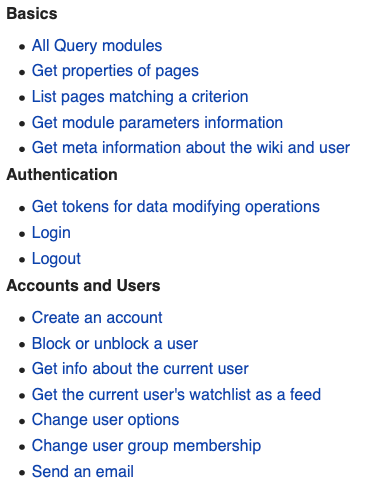 Basics
All Query modules
Get properties of pages
List pages matching a criterion
Get module parameters information
Get meta information about the wiki and user
Authentication
Get tokens for data modifying operations
Login
Logout
Accounts and Users
Create an account
Block or unblock a user
Get info about the current user
Get the current user's watchlist as a feed
Change user options
Change user group membership
Send an email